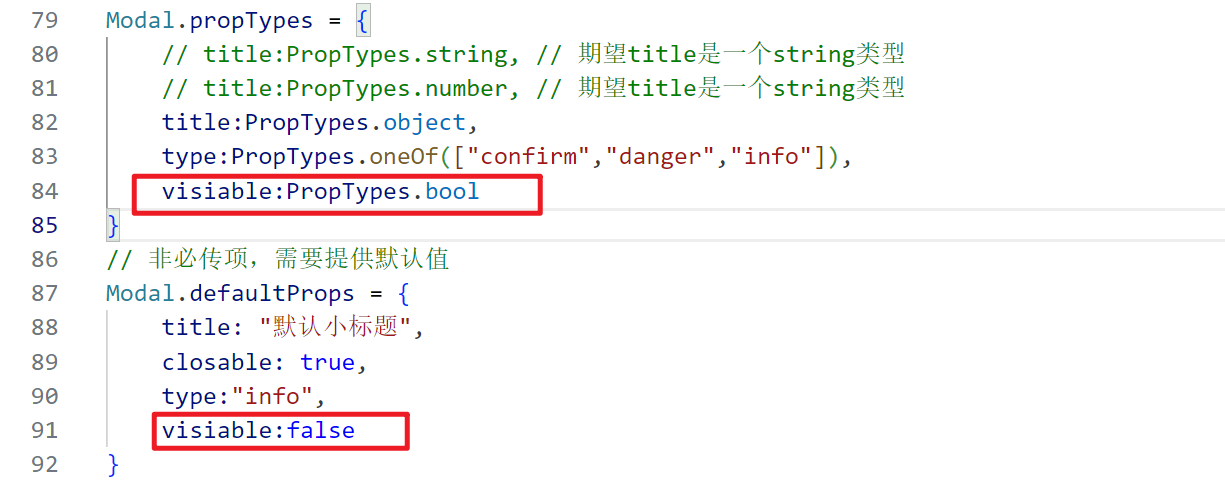 79 Modal.propTypes = {
80 // title:PropTypes.string, // 期望title是一个string类型
81 // title:PropTypes.number, // 期望title是一个string类型
82 title:PropTypes.object,
83 type:PropTypes.oneOf(["confirm","danger","info"]),
84 visiable:PropTypes.bool
85 }
86 // 非必传项，需要提供默认值
87 Modal.defaultProps = {
88 title: "默认小标题",
89 closable: true,
90 type:"info",
91 visiable:false
92 }